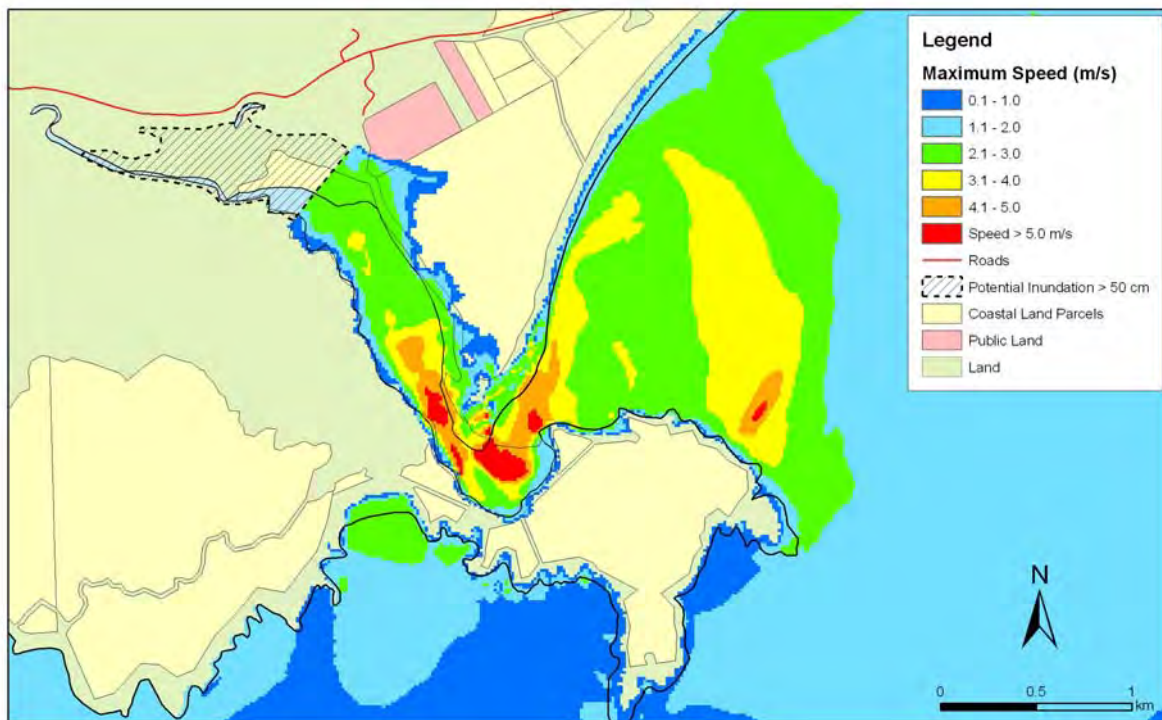 Legend
Maximum Speed (m/s)
0.1 - 1.0
1.1 - 2.0
2.1 - 3.0
3.1 - 4.0
4.1 - 5.0
Speed > 5.0 m/s
Roads
Potential Inundation > 50 cm
Coastal Land Parcels
Public Land
Land
N
0 0.5 1
km